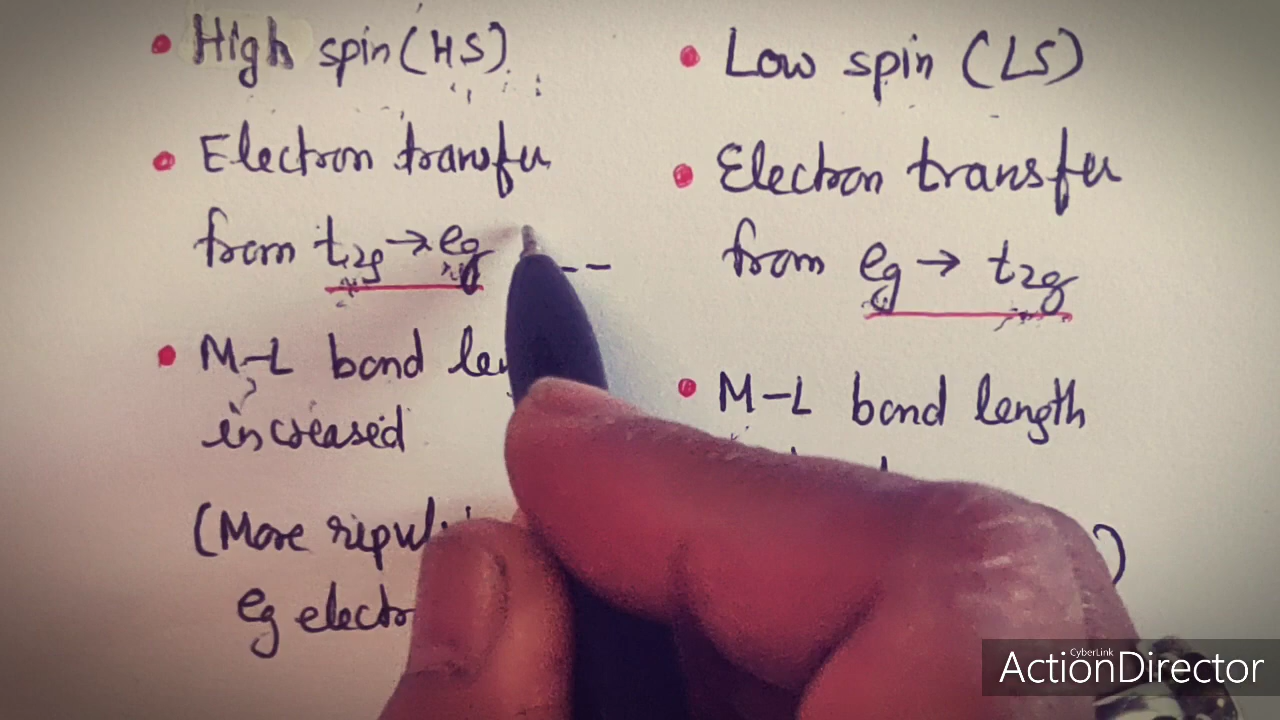 • High spin (HS)
• Electron transfer
from t2g → eg --
• M-L bond
increased
(More
eg
• Low spin (LS)
• Electron transfer
from eg → t2g
• M-L bond length
)
CyberLink
ActionDirector